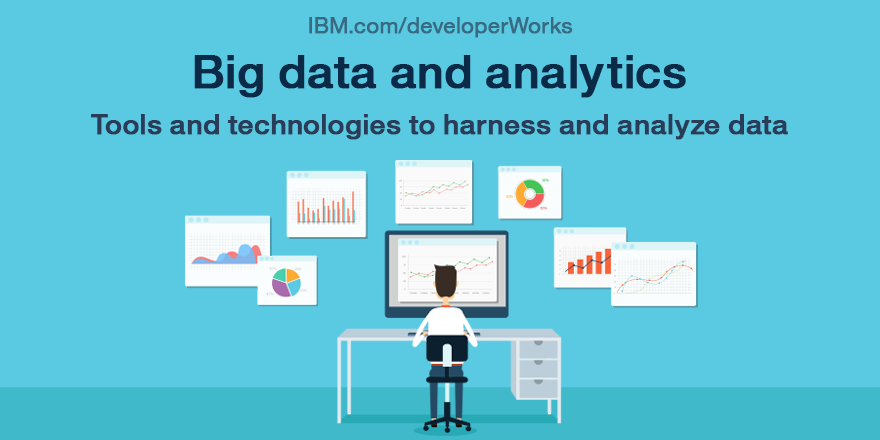 IBM.com/developerWorks
Big data and analytics
Tools and technologies to harness and analyze data